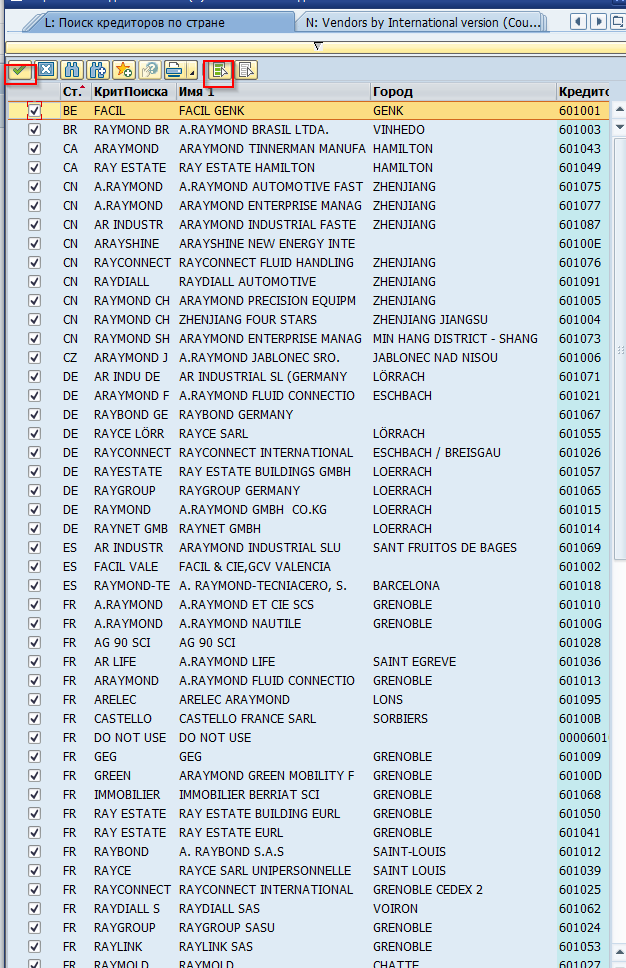 L: Поиск кредиторов по стране
N: Vendors by International version (Cou...
Ст. КритПоиска Имя 1 Город Кредито
BE FACIL FACIL GENK GENK 601001
BR RAYMOND BR A.RAYMOND BRASIL LTDA. VINHEDO 601003
CA ARAYMOND ARAYMOND TINNERMAN MANUFA HAMILTON 601043
CA RAY ESTATE RAY ESTATE HAMILTON HAMILTON 601049
CN A.RAYMOND A.RAYMOND AUTOMOTIVE FAST ZHENJIANG 601075
CN A.RAYMOND ARAYMOND ENTERPRISE MANAG ZHENJIANG 601077
CN AR INDUSTR ARAYMOND INDUSTRIAL FASTE ZHENJIANG 601087
CN ARAYSHINE ARAYSHINE NEW ENERGY INTE 60100E
CN RAYCONNECT RAYCONNECT FLUID HANDLING ZHENJIANG 601076
CN RAYDIALL RAYDIALL AUTOMOTIVE ZHENJIANG 601091
CN RAYMOND CH ARAYMOND PRECISION EQUIPM ZHENJIANG 601005
CN RAYMOND CH ZHENJIANG FOUR STARS ZHENJIANG JIANGSU 601004
CN RAYMOND SH ARAYMOND ENTERPRISE MANAG MIN HANG DISTRICT - SHANG 601073
CZ ARAYMOND J A.RAYMOND JABLONEC SRO. JABLONEC NAD NISOU 601006
DE AR INDU DE AR INDUSTRIAL SL (GERMANY LÖRRACH 601071
DE ARAYMOND F A.RAYMOND FLUID CONNECTIO ESCHBACH 601021
DE RAYBOND GE RAYBOND GERMANY 601067
DE RAYCE LÖRR RAYCE SARL LÖRRACH 601055
DE RAYCONNECT RAYCONNECT INTERNATIONAL ESCHBACH / BREISGAU 601026
DE RAYESTATE RAY ESTATE BUILDINGS GMBH LOERRACH 601057
DE RAYGROUP RAYGROUP GERMANY LOERRACH 601065
DE RAYMOND A.RAYMOND GMBH CO.KG LOERRACH 601015
DE RAYNET GMB RAYNET GMBH LOERRACH 601014
ES AR INDUSTR ARAYMOND INDUSTRIAL SLU SANT FRUITOS DE BAGES 601069
ES FACIL VALE FACIL & CIE,GCV VALENCIA 601002
ES RAYMOND-TE A. RAYMOND-TECNIACERO, S. BARCELONA 601018
FR A.RAYMOND A.RAYMOND ET CIE SCS GRENOBLE 601010
FR A.RAYMOND A.RAYMOND NAUTILE GRENOBLE 60100G
FR AG 90 SCI AG 90 SCI 601028
FR AR LIFE A.RAYMOND LIFE SAINT EGREVE 601036
FR ARAYMOND A.RAYMOND FLUID CONNECTIO GRENOBLE 601013
FR ARELEC ARELEC ARAYMOND LONS 601095
FR CASTELLO CASTELLO FRANCE SARL SORBIERS 60100B
FR DO NOT USE DO NOT USE 0000601
FR GEG GEG GRENOBLE 601009
FR GREEN ARAYMOND GREEN MOBILITY F GRENOBLE 60100D
FR IMMOBILIER IMMOBILIER BERRIAT SCI GRENOBLE 601068
FR RAY ESTATE RAY ESTATE BUILDING EURL GRENOBLE 601050
FR RAY ESTATE RAY ESTATE EURL GRENOBLE 601041
FR RAYBOND A. RAYBOND S.A.S SAINT-LOUIS 601012
FR RAYCE RAYCE SARL UNIPERSONNELLE SAINT LOUIS 601039
FR RAYCONNECT RAYCONNECT INTERNATIONAL GRENOBLE CEDEX 2 601025
FR RAYDIALL S RAYDIALL SAS VOIRON 601062
FR RAYGROUP RAYGROUP SASU GRENOBLE 601024
FR RAYLINK RAYLINK SAS GRENOBLE 601053
FR RAYMOLD RAYMOLD CHATTE 601027